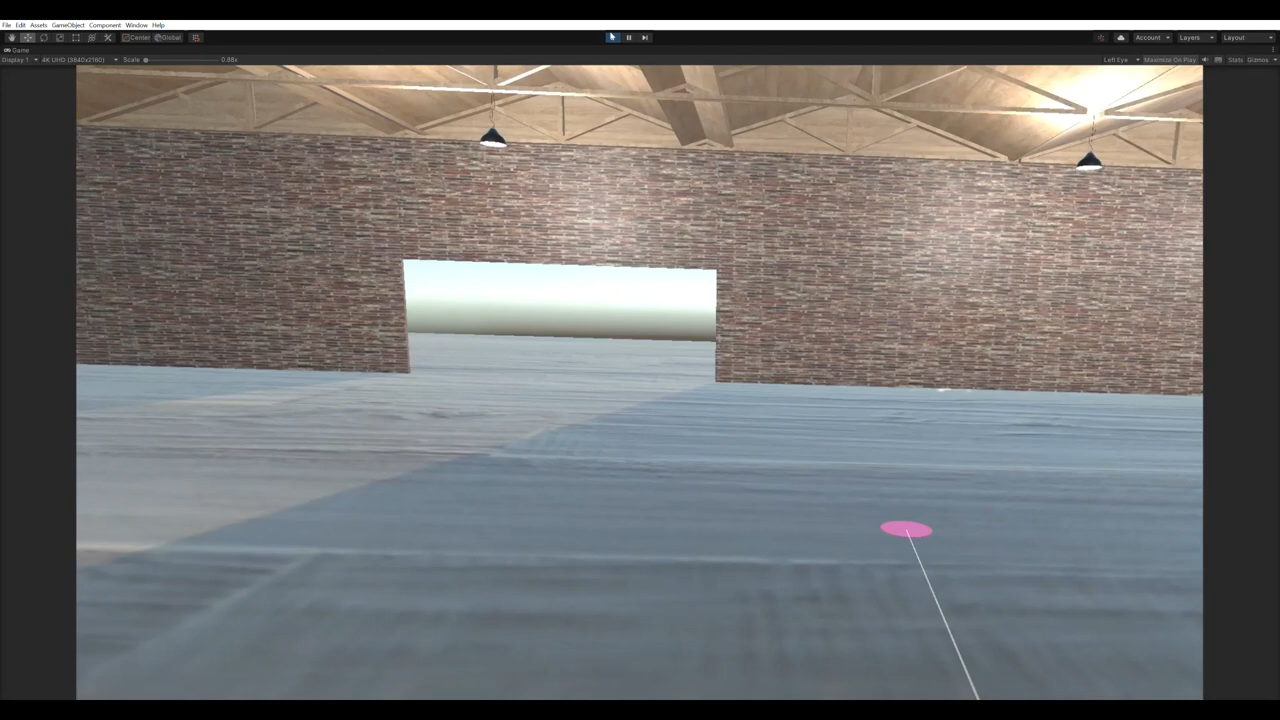 File Edit Assets GameObject Component Window Help
Center Global Account Layers Layout
Game
Display 1 4K UHD (3840x2160) Scale 0.88x Left Eye Maximize On Play Stats Gizmos